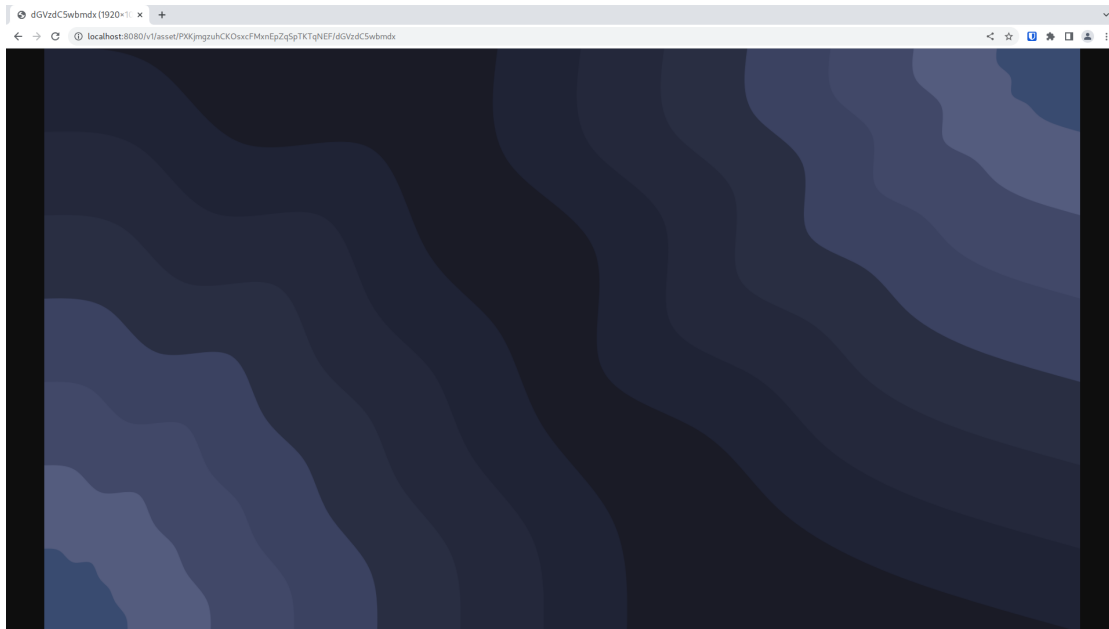 dGVzdC5wbmdx (1920×10
localhost:8080/v1/asset/PXKjmgzuhCKOsxcFMxnEpZqSpTKTqNEF/dGVzdC5wbmdx